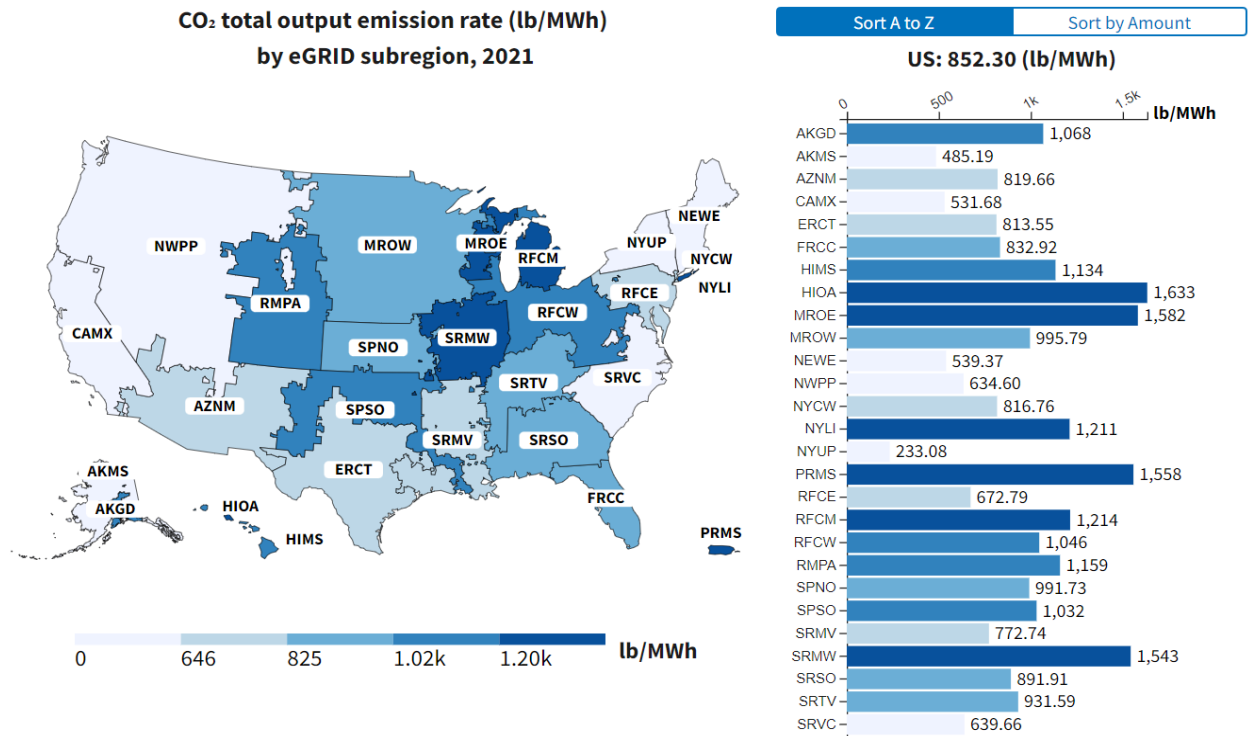 CO₂ total output emission rate (lb/MWh)
by eGRID subregion, 2021
NEWE
NWPP
MROW
MROE
NYUP
NYCW
RFCM
NYLI
RMPA
RFCE
RFCW
CAMX
SPNO
SRMW
SRTV
SRVC
AZNM
SPSO
SRMV
SRSO
ERCT
AKMS
FRCC
AKGD
HIOA
HIMS
PRMS
0
646
825
1.02k
1.20k
lb/MWh
Sort A to Z
Sort by Amount
US: 852.30 (lb/MWh)
0
500
1k
1.5k
lb/MWh
AKGD 1,068
AKMS 485.19
AZNM 819.66
CAMX 531.68
ERCT 813.55
FRCC 832.92
HIMS 1,134
HIOA 1,633
MROE 1,582
MROW 995.79
NEWE 539.37
NWPP 634.60
NYCW 816.76
NYLI 1,211
NYUP 233.08
PRMS 1,558
RFCE 672.79
RFCM 1,214
RFCW 1,046
RMPA 1,159
SPNO 991.73
SPSO 1,032
SRMV 772.74
SRMW 1,543
SRSO 891.91
SRTV 931.59
SRVC 639.66